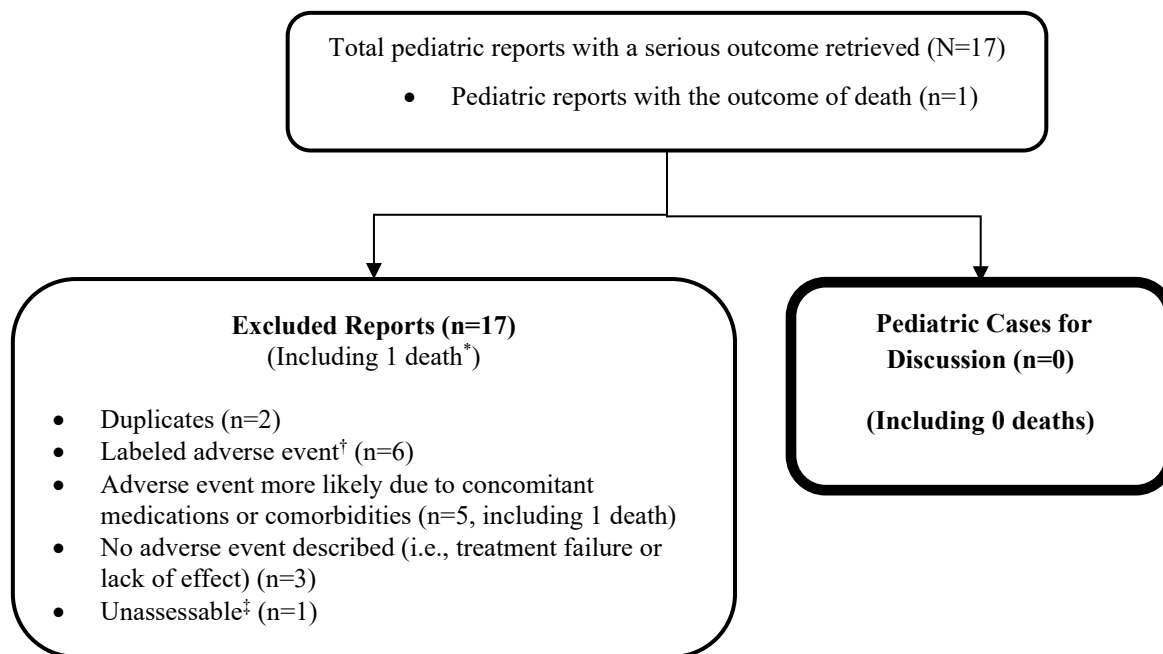 Total pediatric reports with a serious outcome retrieved (N=17)
• Pediatric reports with the outcome of death (n=1)
Excluded Reports (n=17)
(Including 1 death*)
• Duplicates (n=2)
• Labeled adverse event† (n=6)
• Adverse event more likely due to concomitant
medications or comorbidities (n=5, including 1 death)
• No adverse event described (i.e., treatment failure or
lack of effect) (n=3)
• Unassessable‡ (n=1)
Pediatric Cases for
Discussion (n=0)
(Including 0 deaths)